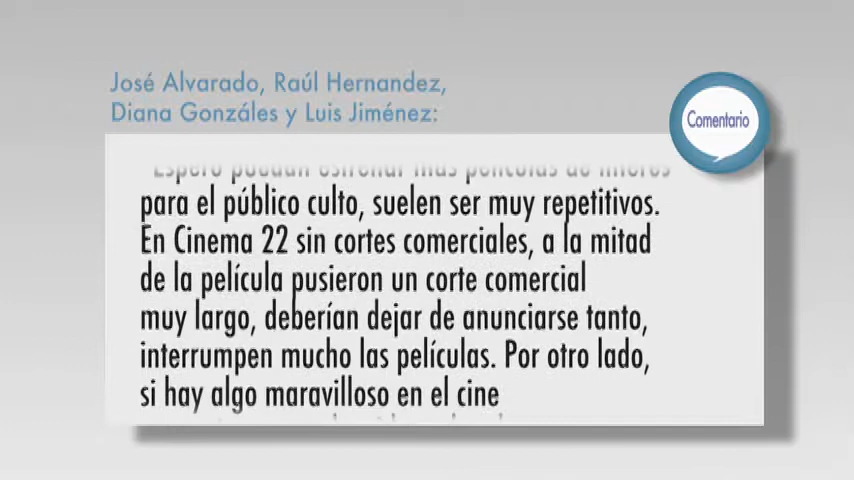 José Alvarado, Raúl Hernandez,
Diana Gonzáles y Luis Jiménez:
Comentario
para el público culto, suelen ser muy repetitivos.
En Cinema 22 sin cortes comerciales, a la mitad
de la película pusieron un corte comercial
muy largo, deberían dejar de anunciarse tanto,
interrumpen mucho las películas. Por otro lado,
si hay algo maravilloso en el cine